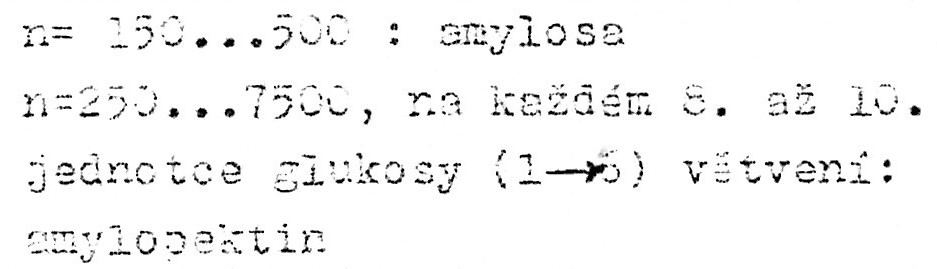 n= 150...500 : amylosa
n=250...7500, na každém 8. až 10.
jednotce glukosy (1→6) větvení:
amylopektin